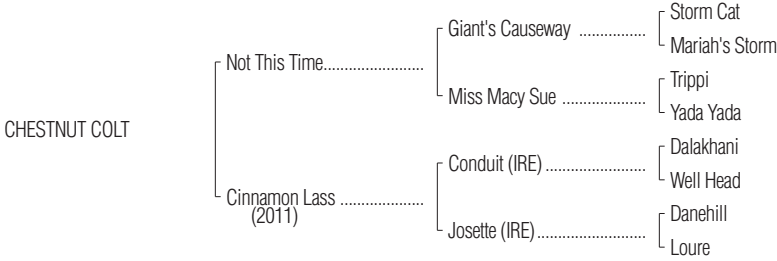 Storm Cat
Giant's Causeway ................
Mariah's Storm
Not This Time.......................
Trippi
Miss Macy Sue ....................
Yada Yada
CHESTNUT COLT
Dalakhani
Conduit (IRE) ........................
Well Head
Cinnamon Lass ...................
(2011)
Danehill
Josette (IRE)..........................
Loure